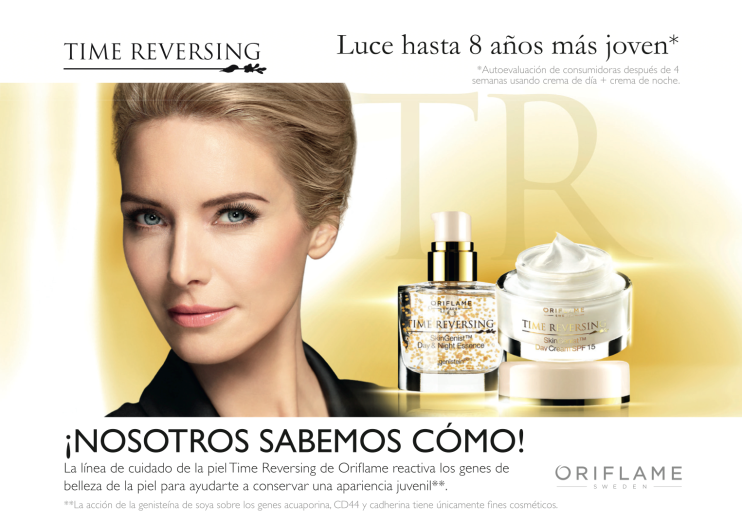 TIME REVERSING
Luce hasta 8 años más joven*
*Autoevaluación de consumidoras después de 4
semanas usando crema de día + crema de noche.
TR
ORIFLAME
TIME REVERSING
SkinGenist™
Day & Night Essence
ORIFLAME
TIME REVERSING
SkinGenist™
Day Cream SPF 15
¡NOSOTROS SABEMOS CÓMO!
La línea de cuidado de la piel Time Reversing de Oriflame reactiva los genes de
belleza de la piel para ayudarte a conservar una apariencia juvenil**.
ORIFLAME
SWEDEN
**La acción de la genisteína de soya sobre los genes acuaporina, CD44 y cadherina tiene únicamente fines cosméticos.